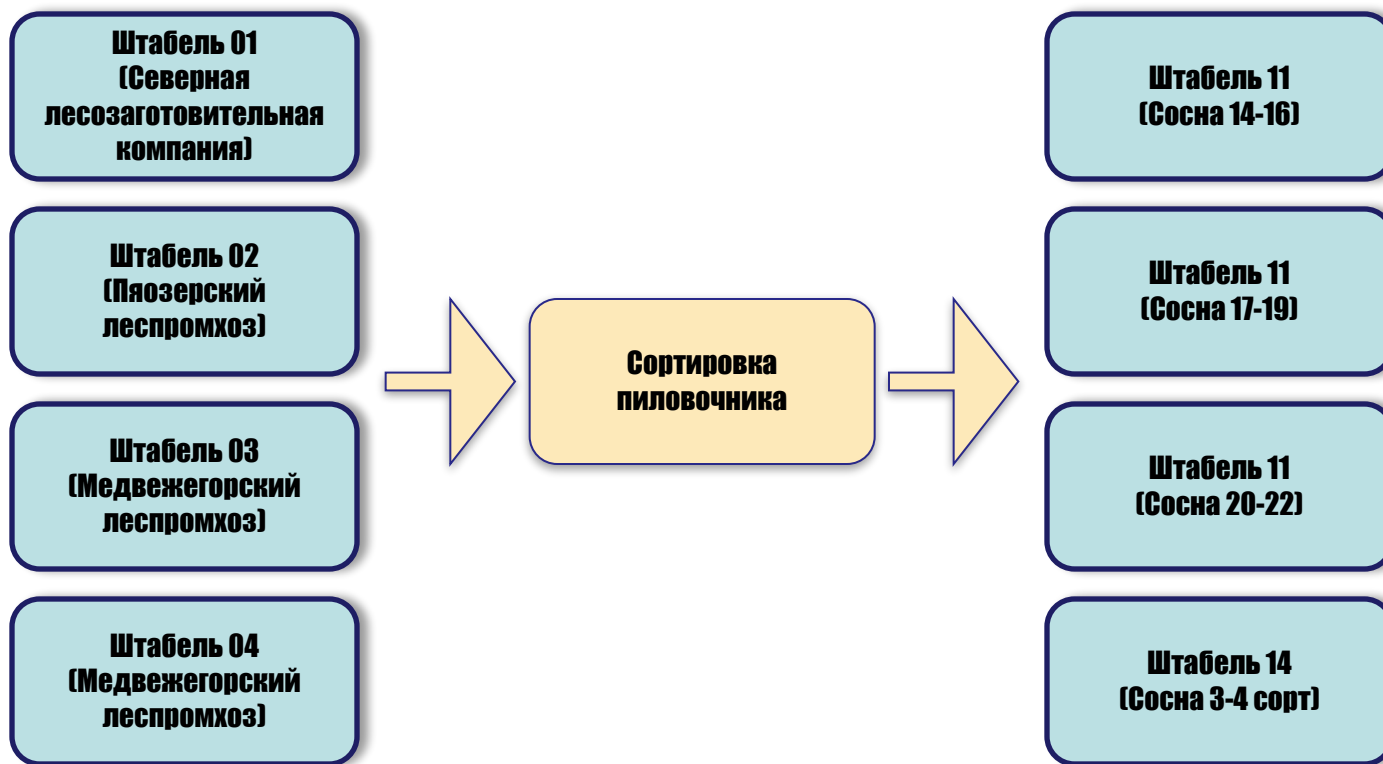 Штабель 01
(Северная
лесозаготовительная
компания)
Штабель 02
(Пяозерский
леспромхоз)
Штабель 03
(Медвежегорский
леспромхоз)
Штабель 04
(Медвежегорский
леспромхоз)
Сортировка
пиловочника
Штабель 11
(Сосна 14-16)
Штабель 11
(Сосна 17-19)
Штабель 11
(Сосна 20-22)
Штабель 14
(Сосна 3-4 сорт)